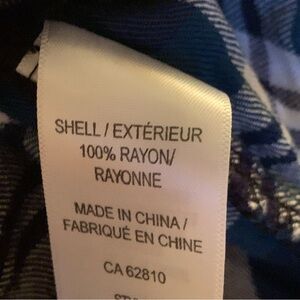 SHELL / EXTÉRIEUR
100% RAYON/
RAYONNE
MADE IN CHINA /
FABRIQUÉ EN CHINE
CA 62810